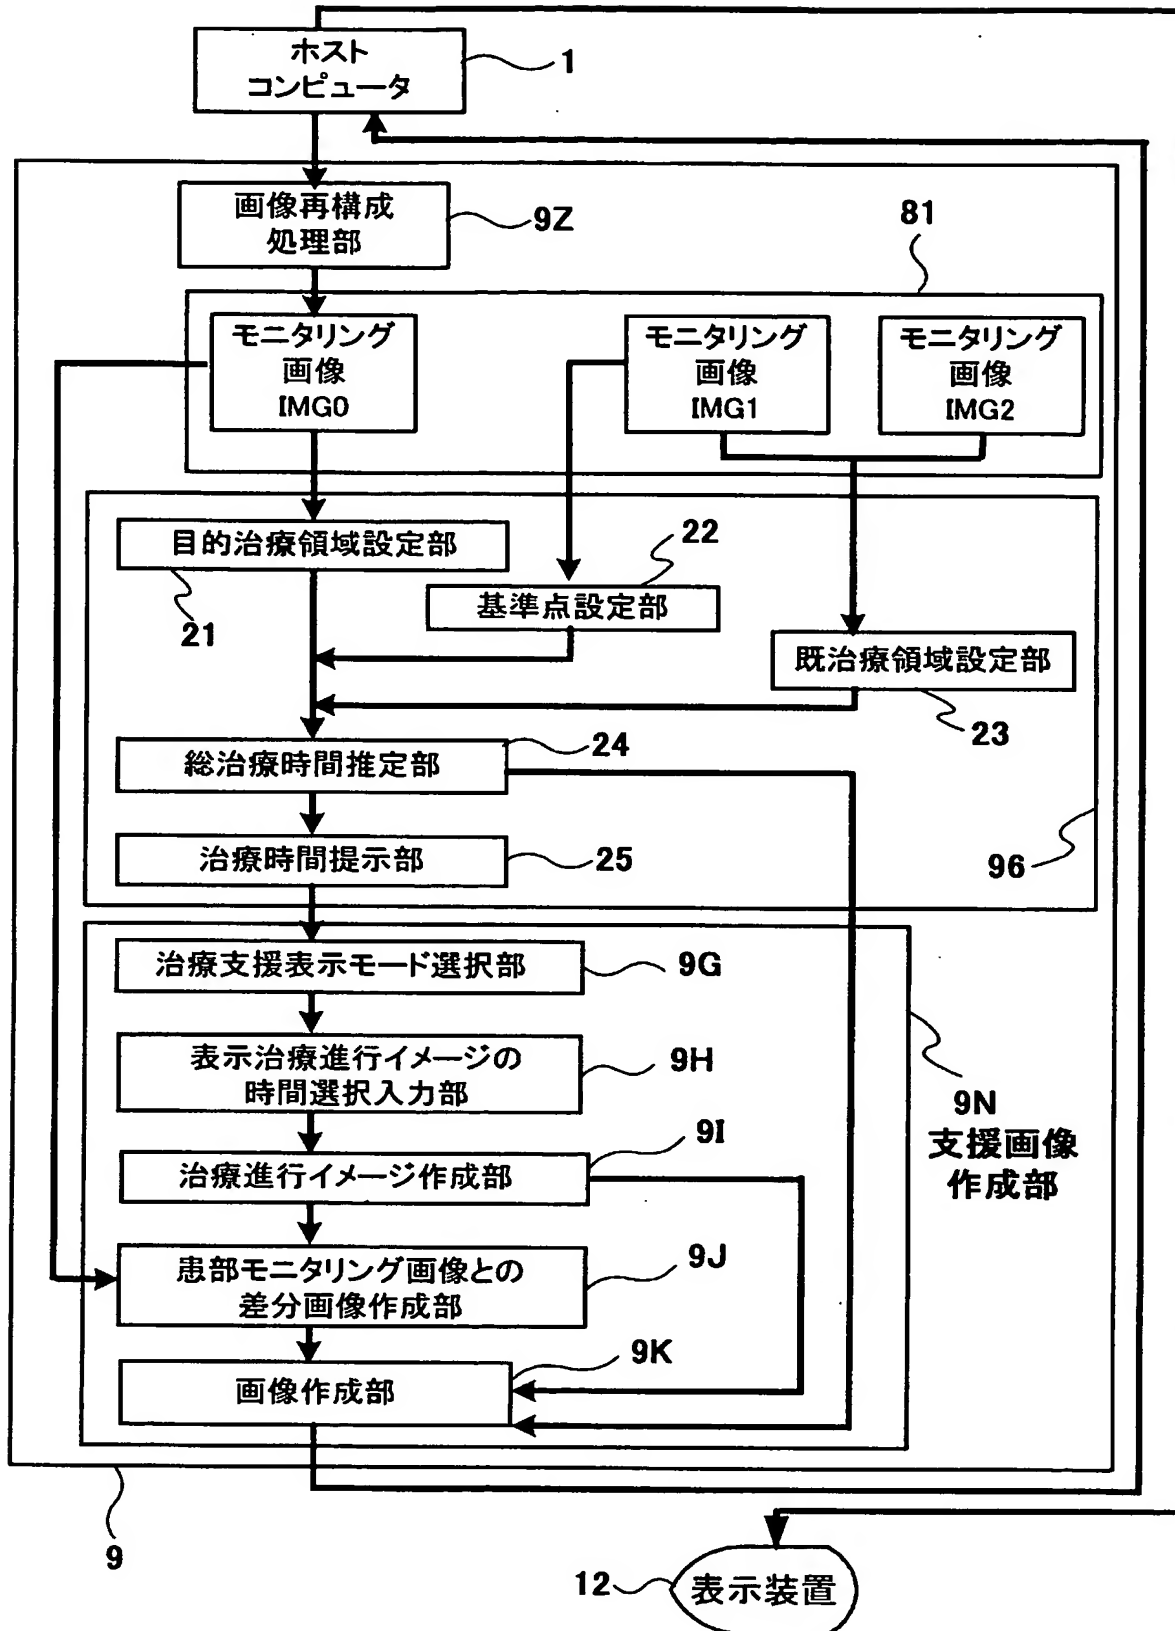 ホスト
コンピュータ
1
画像再構成
処理部
9Z
81
モニタリング
画像
IMG0
モニタリング
画像
IMG1
モニタリング
画像
IMG2
目的治療領域設定部
21
22
基準点設定部
既治療領域設定部
23
総治療時間推定部
24
治療時間提示部
25
96
治療支援表示モード選択部
9G
表示治療進行イメージの
時間選択入力部
9H
9N
支援画像
作成部
治療進行イメージ作成部
9I
患部モニタリング画像との
差分画像作成部
9J
画像作成部
9K
9
12
表示装置